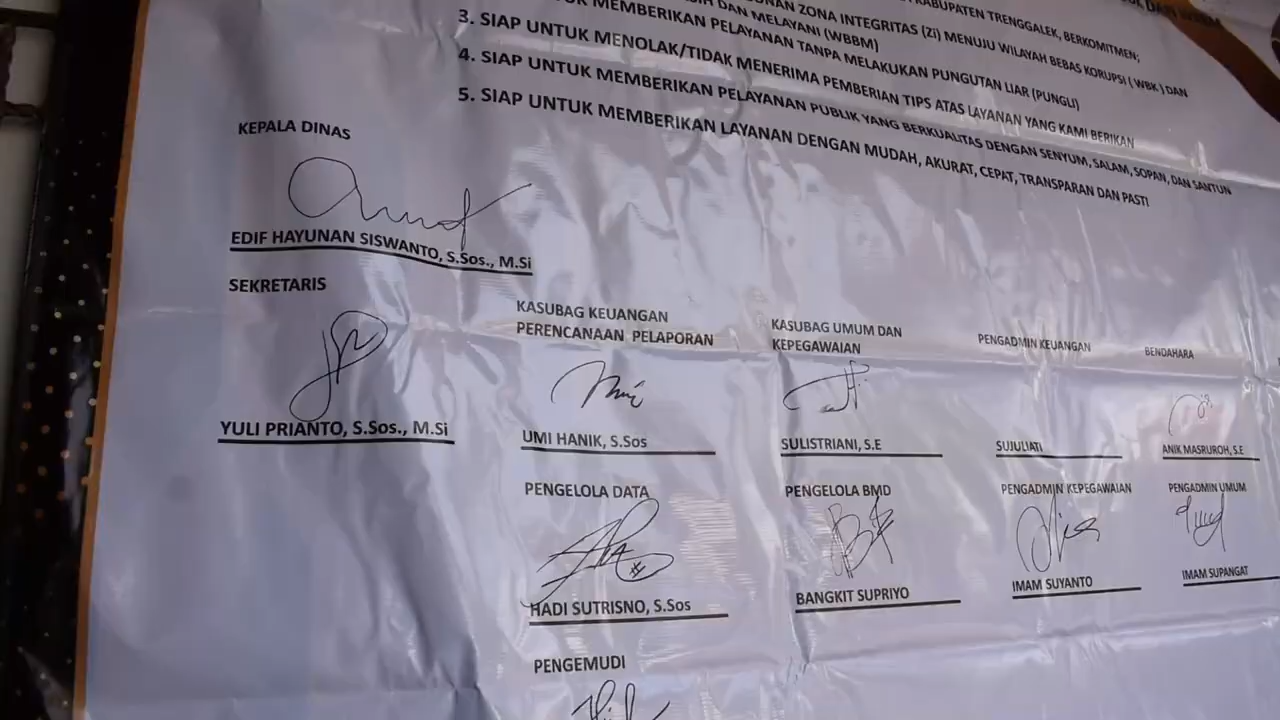 KABUPATEN TRENGGALEK, BERKOMITMEN;
ZONA INTEGRITAS (ZI) MENUJU WILAYAH BEBAS KORUPSI ( WBK ) DAN
DAN MELAYANI (WBBM)
MEMBERIKAN PELAYANAN TANPA MELAKUKAN PUNGUTAN LIAR (PUNGLI)
3. SIAP UNTUK MENOLAK/TIDAK MENERIMA PEMBERIAN TIPS ATAS LAYANAN YANG KAMI BERIKAN
4. SIAP UNTUK MEMBERIKAN PELAYANAN PUBLIK YANG BERKUALITAS DENGAN SENYUM, SALAM, SOPAN, DAN SANTUN
5. SIAP UNTUK MEMBERIKAN LAYANAN DENGAN MUDAH, AKURAT, CEPAT, TRANSPARAN DAN PASTI
KEPALA DINAS
EDIF HAYUNAN SISWANTO, S.Sos., M.Si
SEKRETARIS
YULI PRIANTO, S.Sos., M.Si
KASUBAG KEUANGAN
PERENCANAAN PELAPORAN
UMI HANIK, S.Sos
KASUBAG UMUM DAN
KEPEGAWAIAN
SULISTRIANI, S.E
PENGADMIN KEUANGAN
SUJULIATI
BENDAHARA
ANIK MASRUROH, S.E
PENGELOLA DATA
HADI SUTRISNO, S.Sos
PENGELOLA BMD
BANGKIT SUPRIYO
PENGADMIN KEPEGAWAIAN
IMAM SUYANTO
PENGADMIN UMUM
IMAM SUPANGAT
PENGEMUDI